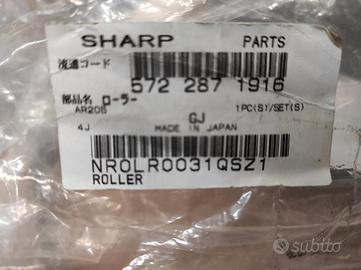 SHARP PARTS
流通コード
572 287 1916
部品名 ローラー
AR205 GJ 1PC(S)/SET(S)
4J MADE IN JAPAN
NROLR0031QSZ1
ROLLER
subito